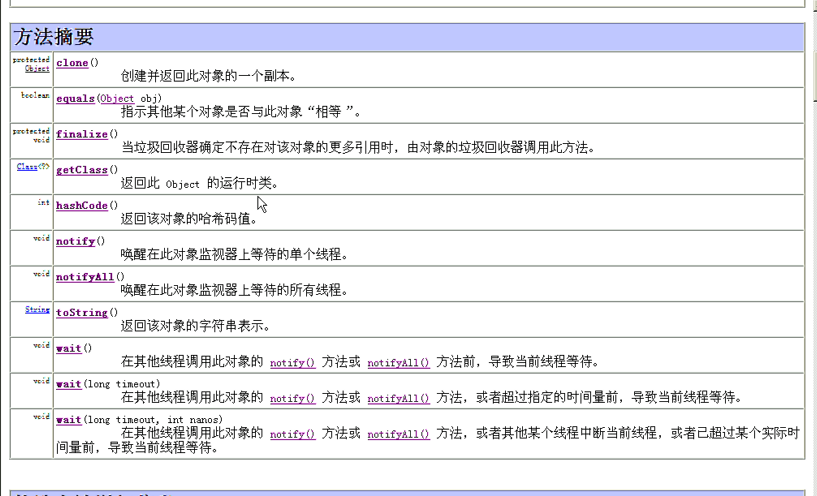 方法摘要
protected Object clone()
创建并返回此对象的一个副本。
boolean equals(Object obj)
指示其他某个对象是否与此对象“相等 ”。
protected void finalize()
当垃圾回收器确定不存在对该对象的更多引用时，由对象的垃圾回收器调用此方法。
Class<?> getClass()
返回此 Object 的运行时类。
int hashCode()
返回该对象的哈希码值。
void notify()
唤醒在此对象监视器上等待的单个线程。
void notifyAll()
唤醒在此对象监视器上等待的所有线程。
String toString()
返回该对象的字符串表示。
void wait()
在其他线程调用此对象的 notify() 方法或 notifyAll() 方法前，导致当前线程等待。
void wait(long timeout)
在其他线程调用此对象的 notify() 方法或 notifyAll() 方法，或者超过指定的时间量前，导致当前线程等待。
void wait(long timeout, int nanos)
在其他线程调用此对象的 notify() 方法或 notifyAll() 方法，或者其他某个线程中断当前线程，或者已超过某个实际时
间量前，导致当前线程等待。